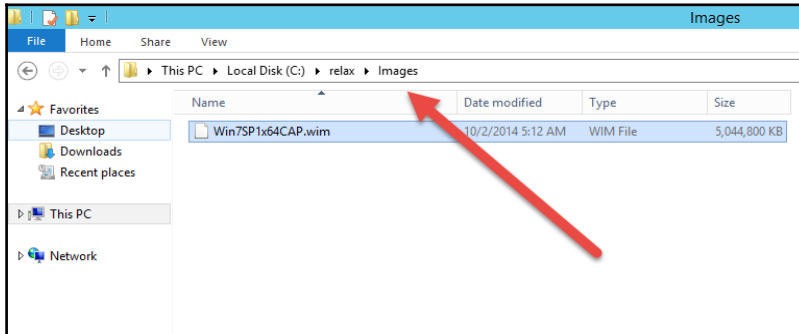 Images
File Home Share View
This PC Local Disk (C:) relax Images
Favorites
Desktop
Downloads
Recent places
This PC
Network
Name Date modified Type Size
Win7SP1x64CAP.wim 10/2/2014 5:12 AM WIM File 5,044,800 KB